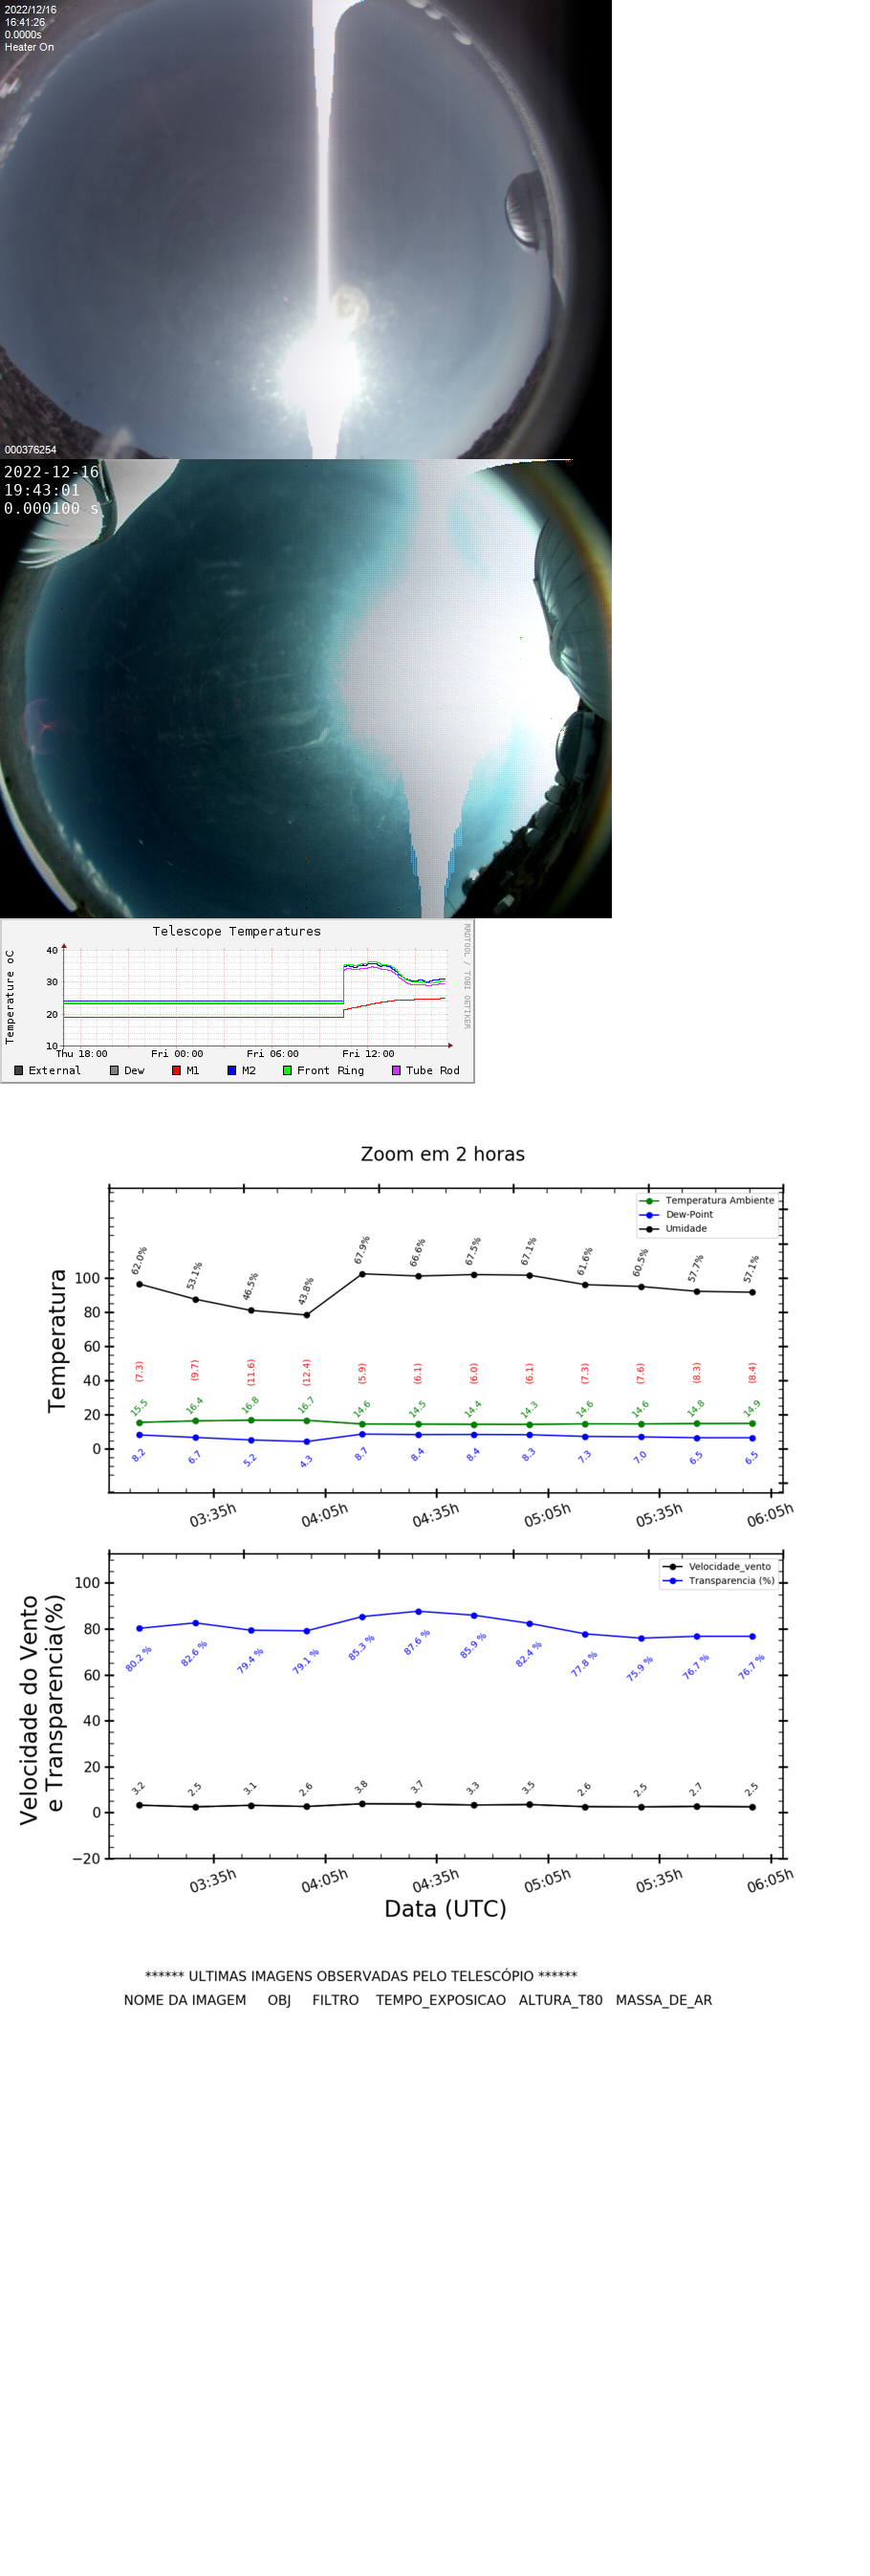 2022/12/16
16:41:26
0.0000s
Heater On
000376254
2022-12-16
19:43:01
0.000100 s
Telescope Temperatures
RRDTOOL / TOBI OETIKER
Temperature oC
40
30
20
10
Thu 18:00 Fri 00:00 Fri 06:00 Fri 12:00
External Dew M1 M2 Front Ring Tube Rod
Zoom em 2 horas
Temperatura Ambiente
Dew-Point
Umidade
Temperatura
100
80
60
40
20
0
62.0% 53.1% 46.5% 43.8% 67.9% 66.6% 67.5% 67.1% 61.6% 60.5% 57.7% 57.1%
(7.3) (9.7) (11.6) (12.4) (5.9) (6.1) (6.0) (6.1) (7.3) (7.6) (8.3) (8.4)
15.5 16.4 16.8 16.7 14.6 14.5 14.4 14.3 14.6 14.6 14.8 14.9
8.2 6.7 5.2 4.3 8.7 8.4 8.4 8.3 7.3 7.0 6.5 6.5
03:35h 04:05h 04:35h 05:05h 05:35h 06:05h
Velocidade_vento
Transparencia (%)
Velocidade do Vento
e Transparencia(%)
100
80
60
40
20
0
−20
80.2 % 82.6 % 79.4 % 79.1 % 85.3 % 87.6 % 85.9 % 82.4 % 77.8 % 75.9 % 76.7 % 76.7 %
3.2 2.5 3.1 2.6 3.8 3.7 3.3 3.5 2.6 2.5 2.7 2.5
03:35h 04:05h 04:35h 05:05h 05:35h 06:05h
Data (UTC)
****** ULTIMAS IMAGENS OBSERVADAS PELO TELESCÓPIO ******
NOME DA IMAGEM OBJ FILTRO TEMPO_EXPOSICAO ALTURA_T80 MASSA_DE_AR